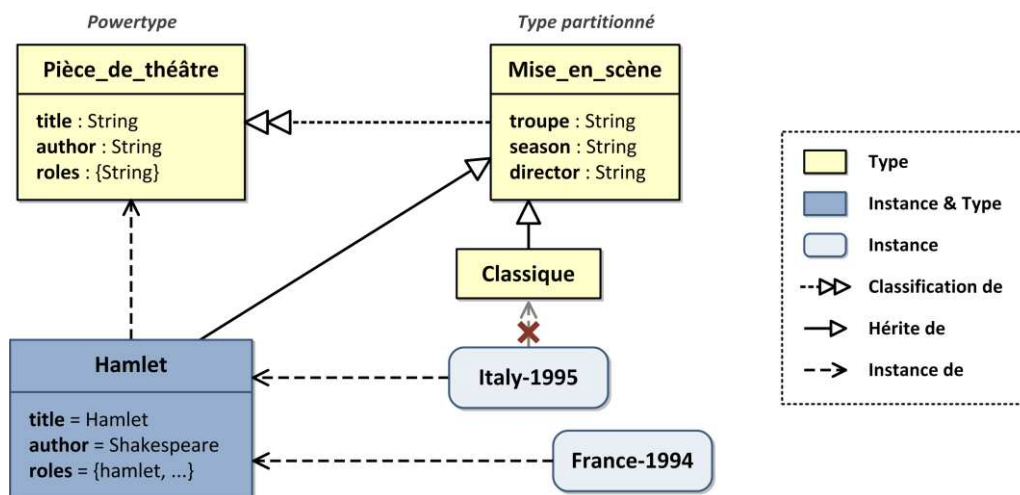 Powertype
Type partitionné
Pièce_de_théâtre
title : String
author : String
roles : {String}
Mise_en_scène
troupe : String
season : String
director : String
Classique
Hamlet
title = Hamlet
author = Shakespeare
roles = {hamlet, ...}
Italy-1995
France-1994
Type
Instance & Type
Instance
Classification de
Hérite de
Instance de